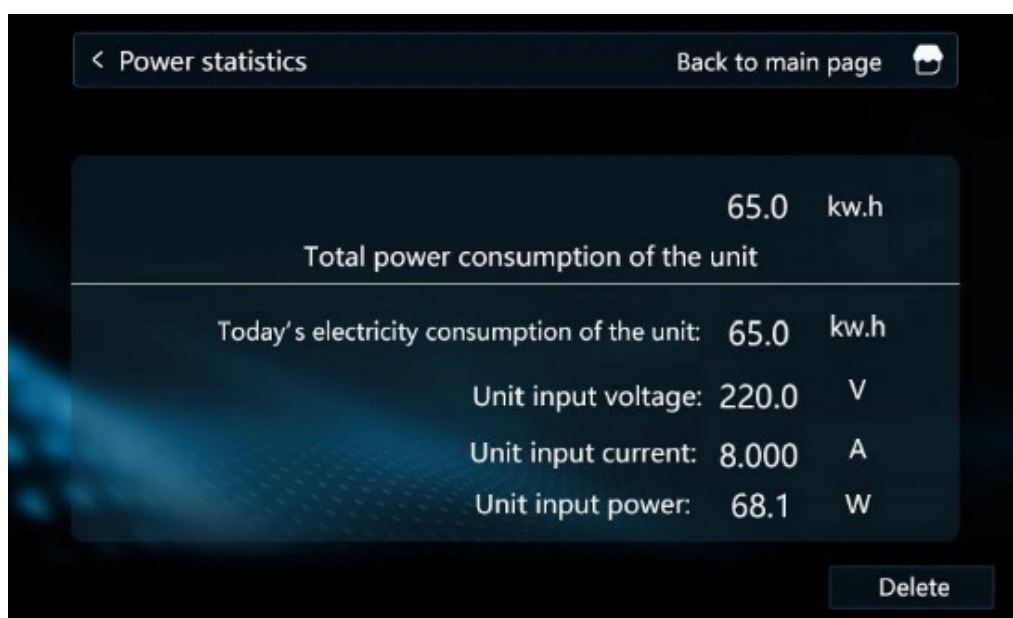 < Power statistics Back to main page
65.0 kw.h
Total power consumption of the unit
Today's electricity consumption of the unit: 65.0 kw.h
Unit input voltage: 220.0 V
Unit input current: 8.000 A
Unit input power: 68.1 W
Delete